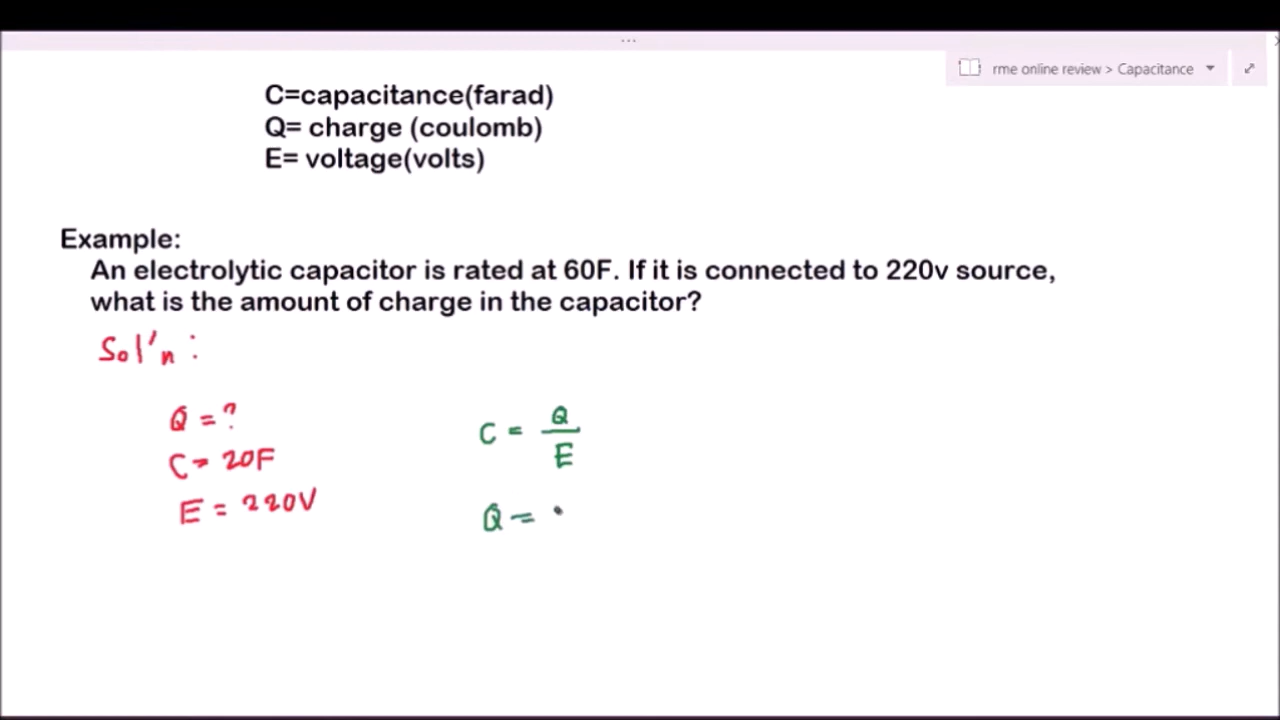 ...
rme online review > Capacitance
C=capacitance(farad)
Q= charge (coulomb)
E= voltage(volts)
Example:
An electrolytic capacitor is rated at 60F. If it is connected to 220v source,
what is the amount of charge in the capacitor?
Sol'n :
Q = ?
C = 20F
E = 220V
C = Q
E
Q =